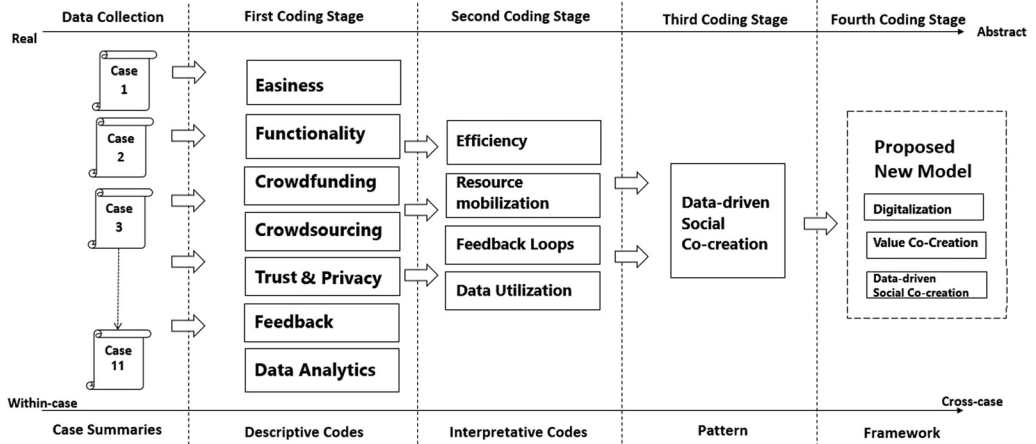 Data Collection
First Coding Stage
Second Coding Stage
Third Coding Stage
Fourth Coding Stage
Real
Abstract
Case
1
Case
2
Case
3
Case
11
Easiness
Functionality
Crowdfunding
Crowdsourcing
Trust & Privacy
Feedback
Data Analytics
Efficiency
Resource
mobilization
Feedback Loops
Data Utilization
Data-driven
Social
Co-creation
Proposed
New Model
Digitalization
Value Co-Creation
Data-driven
Social Co-creation
Within-case
Cross-case
Case Summaries
Descriptive Codes
Interpretative Codes
Pattern
Framework